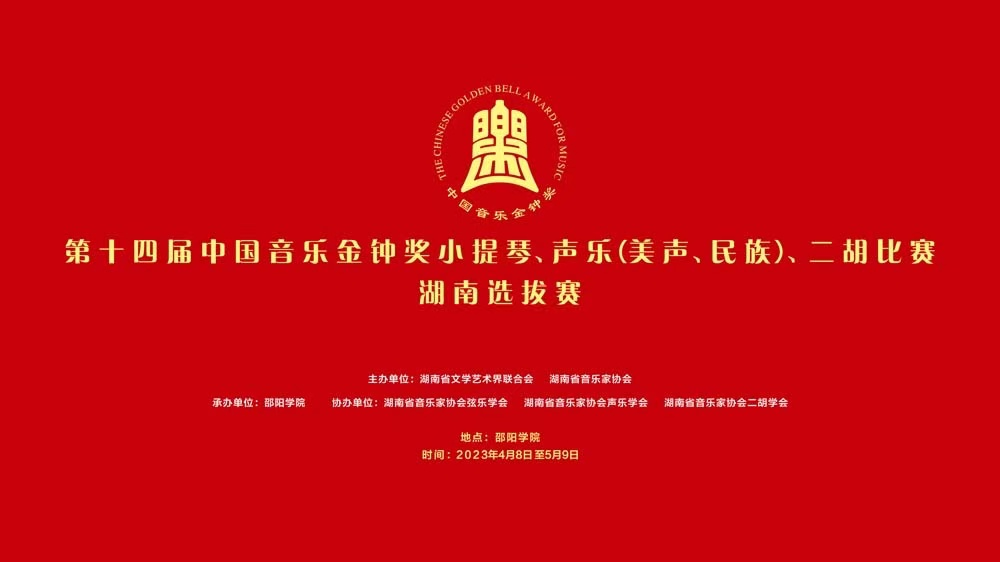 THE CHINESE GOLDEN BELL AWARD FOR MUSIC
中国音乐金钟奖
第十四届中国音乐金钟奖小提琴、声乐(美声、民族)、二胡比赛
湖南选拔赛
主办单位：湖南省文学艺术界联合会 湖南省音乐家协会
承办单位：邵阳学院 协办单位：湖南省音乐家协会弦乐学会 湖南省音乐家协会声乐学会 湖南省音乐家协会二胡学会
地点：邵阳学院
时间：2023年4月8日至5月9日